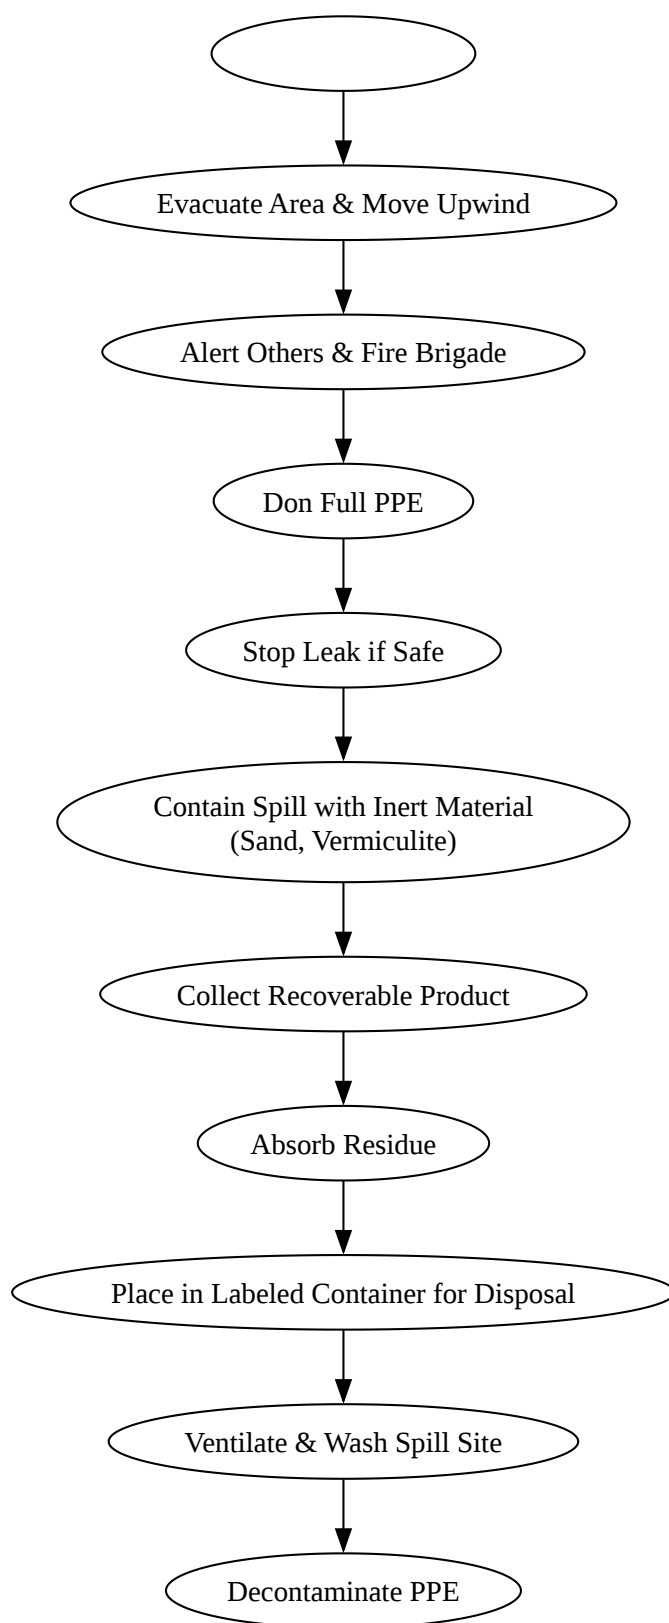 Evacuate Area & Move Upwind
Alert Others & Fire Brigade
Don Full PPE
Stop Leak if Safe
Contain Spill with Inert Material
(Sand, Vermiculite)
Collect Recoverable Product
Absorb Residue
Place in Labeled Container for Disposal
Ventilate & Wash Spill Site
Decontaminate PPE